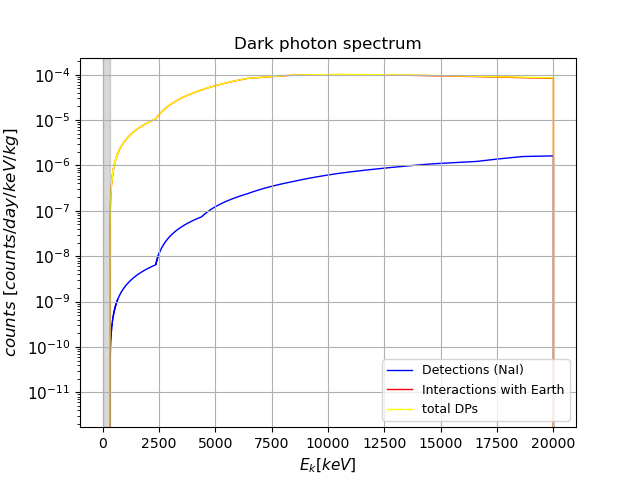 Dark photon spectrum
counts [counts/day/keV/kg]
10⁻⁴
10⁻⁵
10⁻⁶
10⁻⁷
10⁻⁸
10⁻⁹
10⁻¹⁰
10⁻¹¹
Detections (NaI)
Interactions with Earth
total DPs
0 2500 5000 7500 10000 12500 15000 17500 20000
Eₖ[keV]